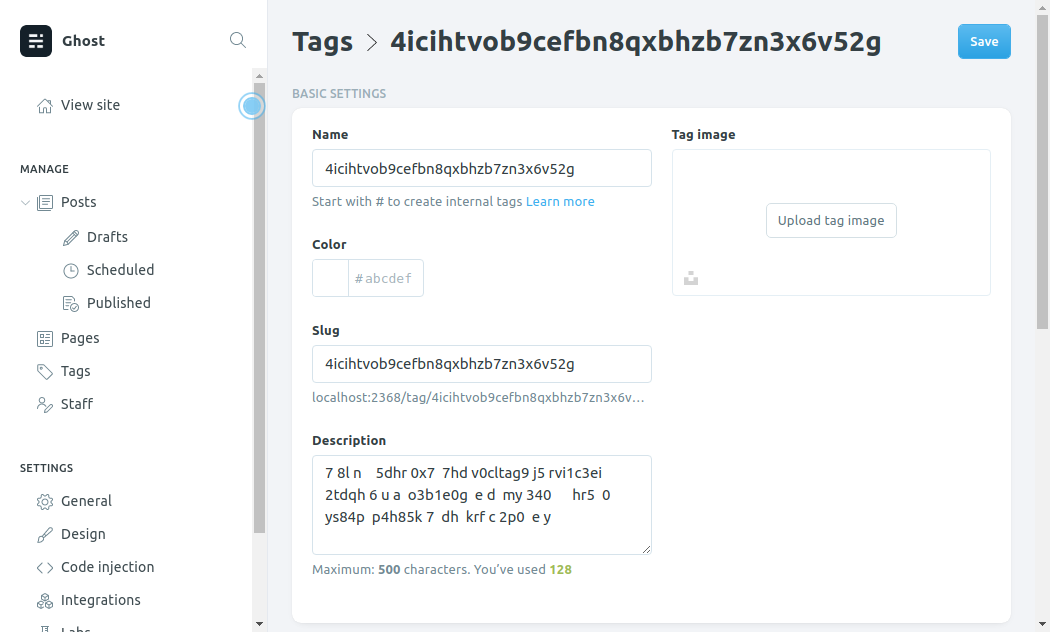 Ghost
View site
MANAGE
Posts
Drafts
Scheduled
Published
Pages
Tags
Staff
SETTINGS
General
Design
Code injection
Integrations
Labs
Tags > 4icihtvob9cefbn8qxbhzb7zn3x6v52g
Save
BASIC SETTINGS
Name
4icihtvob9cefbn8qxbhzb7zn3x6v52g
Start with # to create internal tags Learn more
Color
#abcdef
Slug
4icihtvob9cefbn8qxbhzb7zn3x6v52g
localhost:2368/tag/4icihtvob9cefbn8qxbhzb7zn3x6v...
Description
7 8l n 5dhr 0x7 7hd v0cltag9 j5 rvi1c3ei
2tdqh 6 u a o3b1e0g e d my 340 hr5 0
ys84p p4h85k 7 dh krf c 2p0 e y
Maximum: 500 characters. You’ve used 128
Tag image
Upload tag image